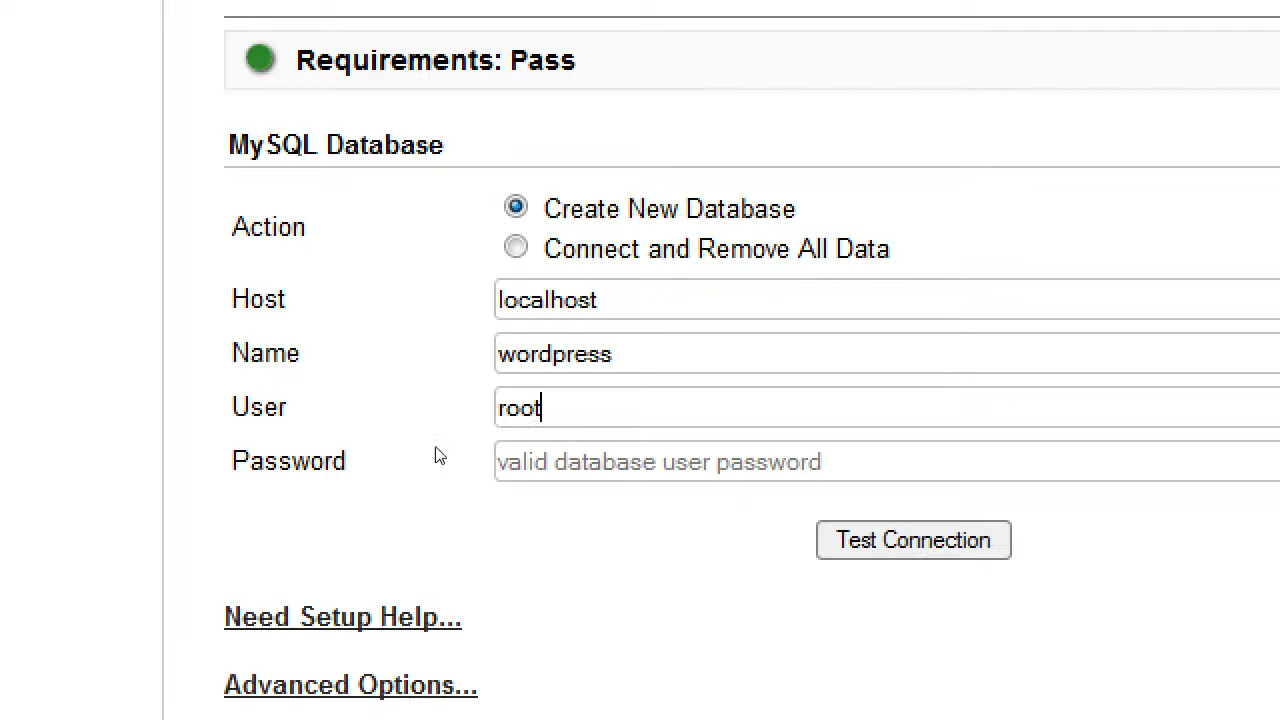 Requirements: Pass
MySQL Database
Action
Create New Database
Connect and Remove All Data
Host
localhost
Name
wordpress
User
root
Password
valid database user password
Test Connection
Need Setup Help...
Advanced Options...